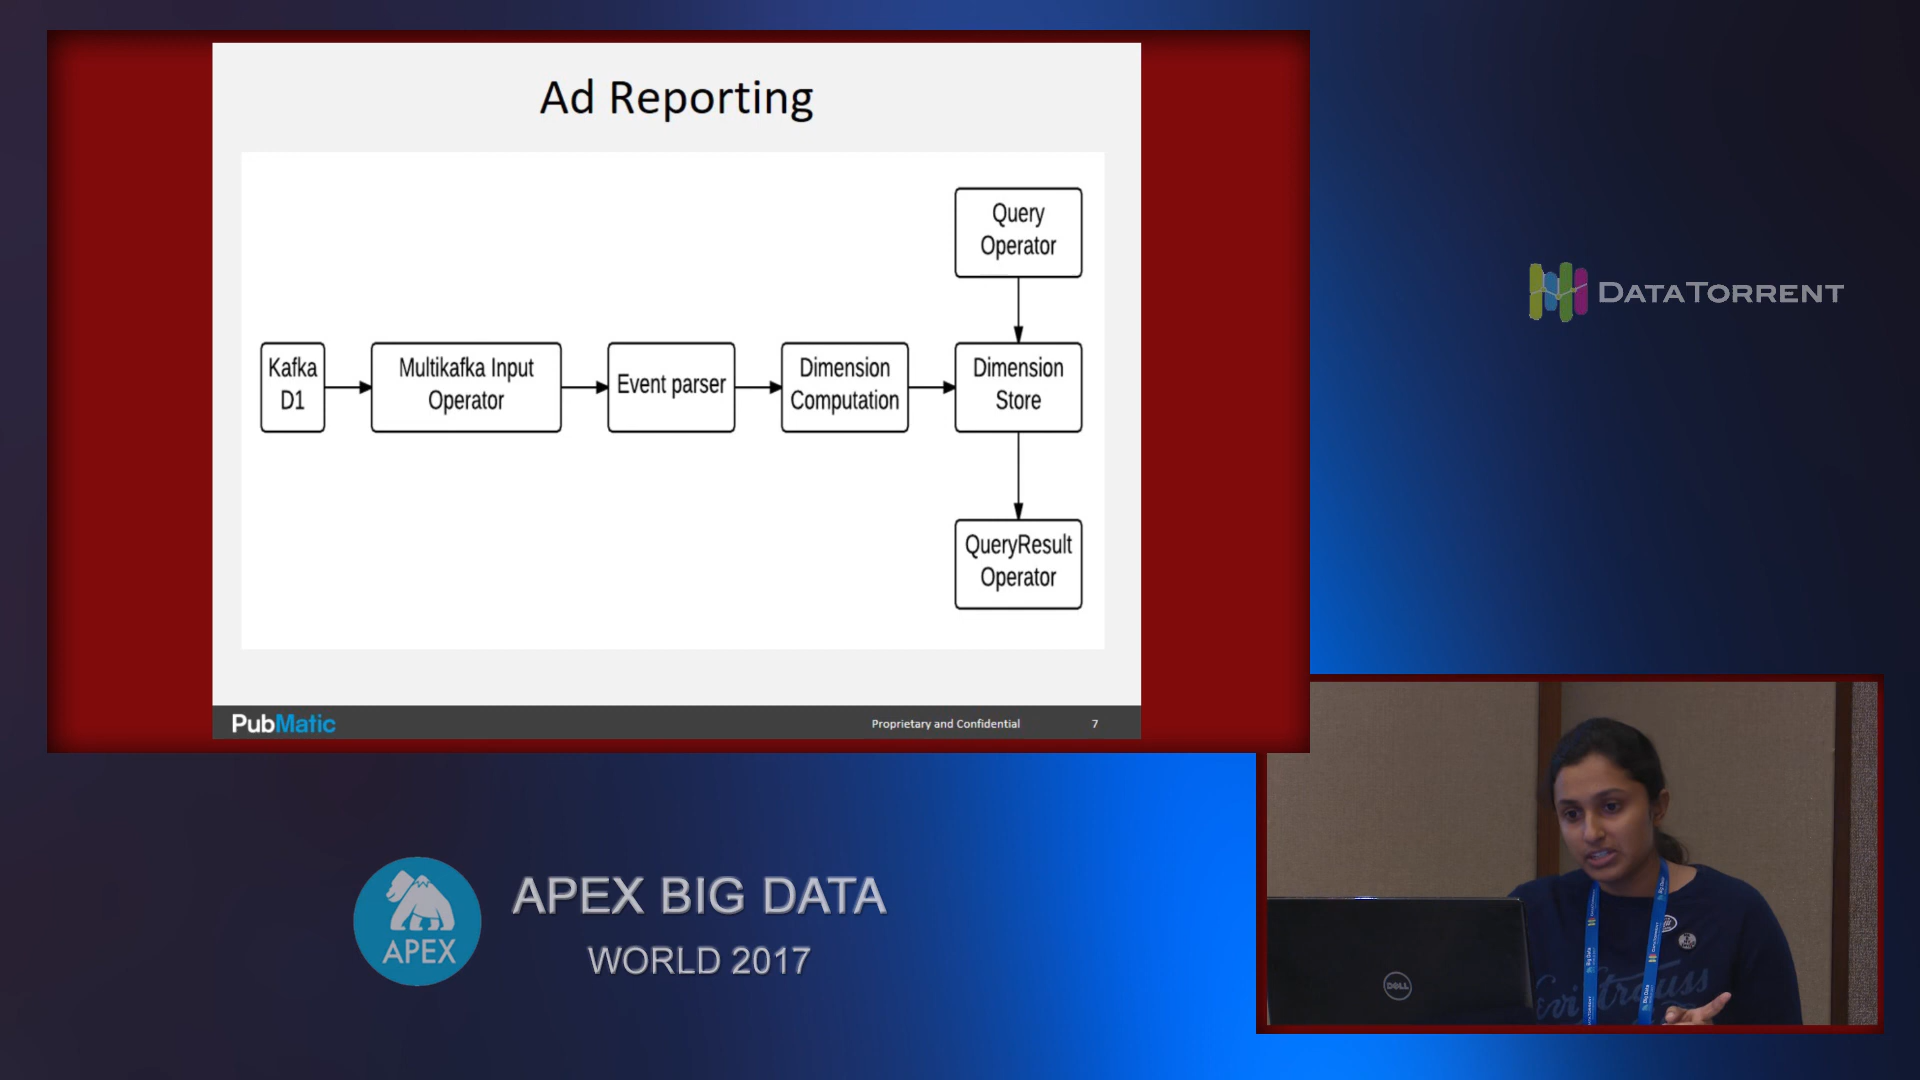 Ad Reporting
Query
Operator
Kafka
D1
Multikafka Input
Operator
Event parser
Dimension
Computation
Dimension
Store
QueryResult
Operator
PubMatic
Proprietary and Confidential
7
DATATORRENT
APEX
APEX BIG DATA
WORLD 2017
DELL